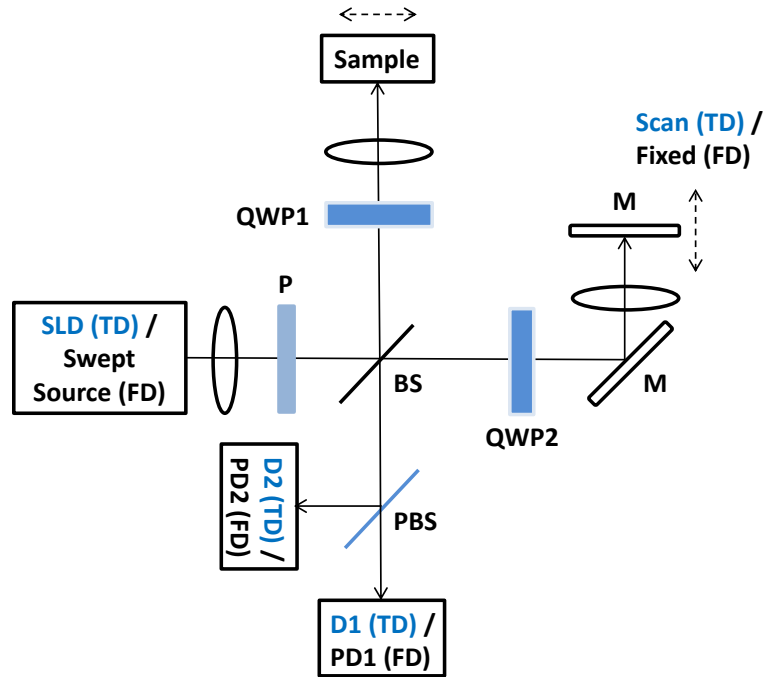 Sample
Scan (TD) /
Fixed (FD)
QWP1
M
P
SLD (TD) /
Swept
Source (FD)
BS
M
QWP2
D2 (TD) /
PD2 (FD)
PBS
D1 (TD) /
PD1 (FD)